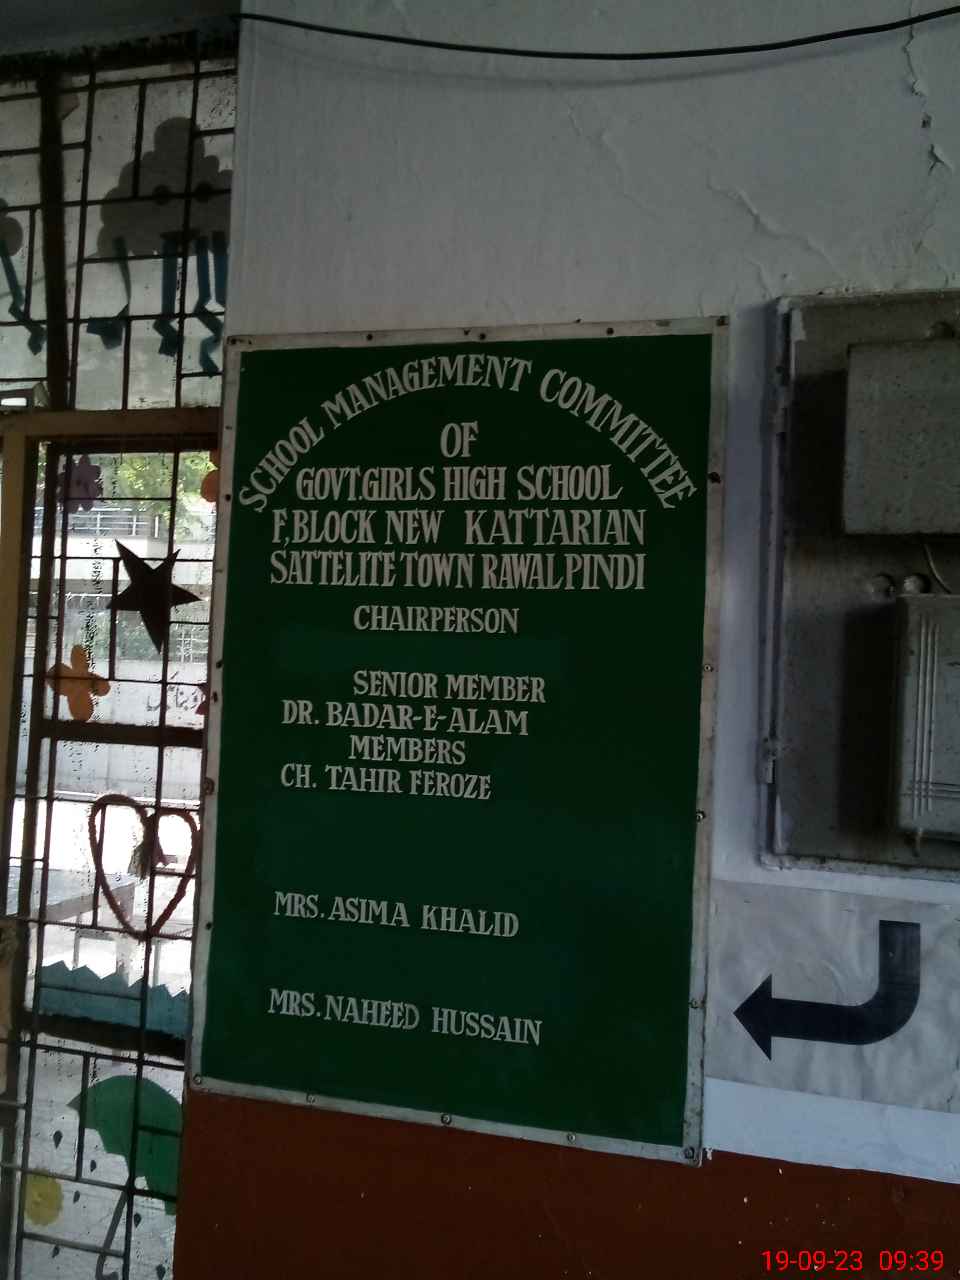 SCHOOL MANAGEMENT COMMITTEE
OF
GOVT.GIRLS HIGH SCHOOL
F,BLOCK NEW KATTARIAN
SATTELITE TOWN RAWALPINDI
CHAIRPERSON
SENIOR MEMBER
DR. BADAR-E-ALAM
MEMBERS
CH. TAHIR FEROZE
MRS. ASIMA KHALID
MRS. NAHEED HUSSAIN
19-09-23 09:39